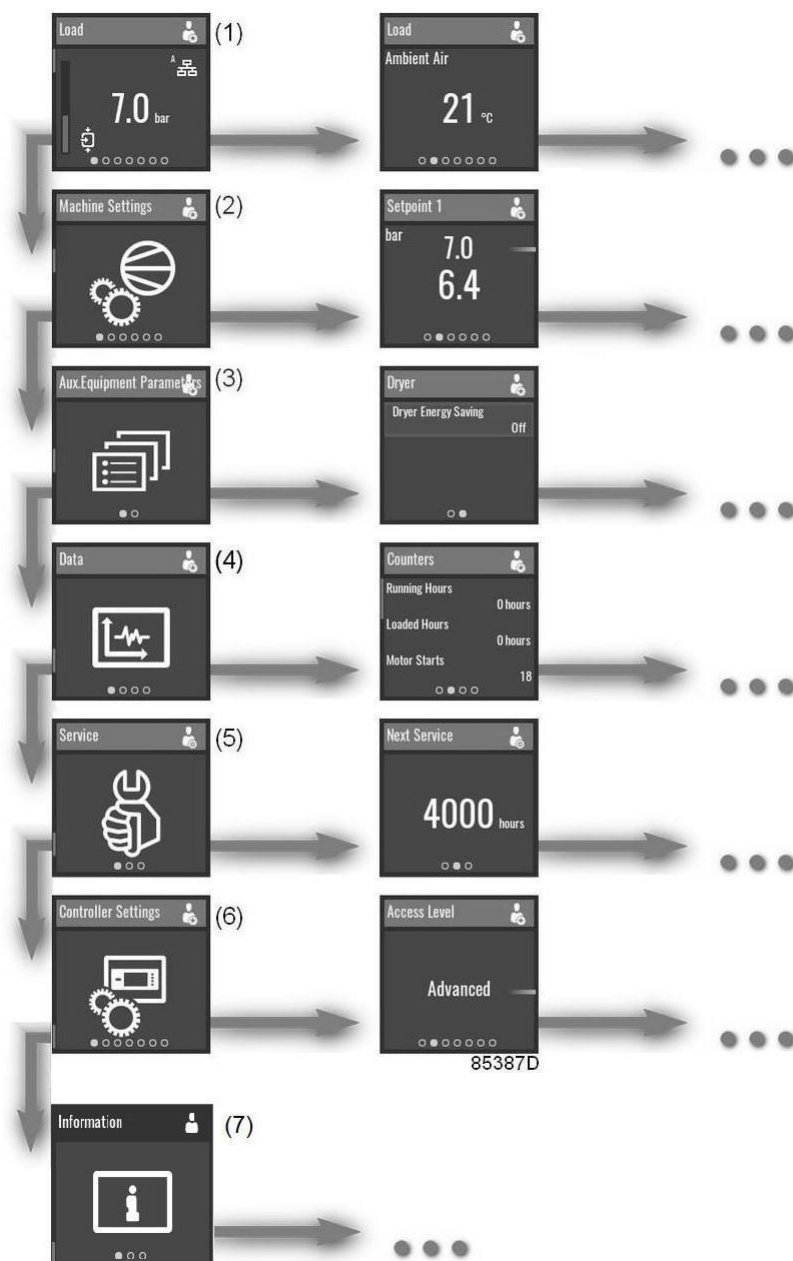 Load
(1)
A
7.0 bar
Load
Ambient Air
21 °C
Machine Settings
(2)
Setpoint 1
bar
7.0
6.4
Aux.Equipment Parameters
(3)
Dryer
Dryer Energy Saving
Off
Data
(4)
Counters
Running Hours
0 hours
Loaded Hours
0 hours
Motor Starts
18
Service
(5)
Next Service
4000 hours
Controller Settings
(6)
Access Level
Advanced
85387D
Information
(7)